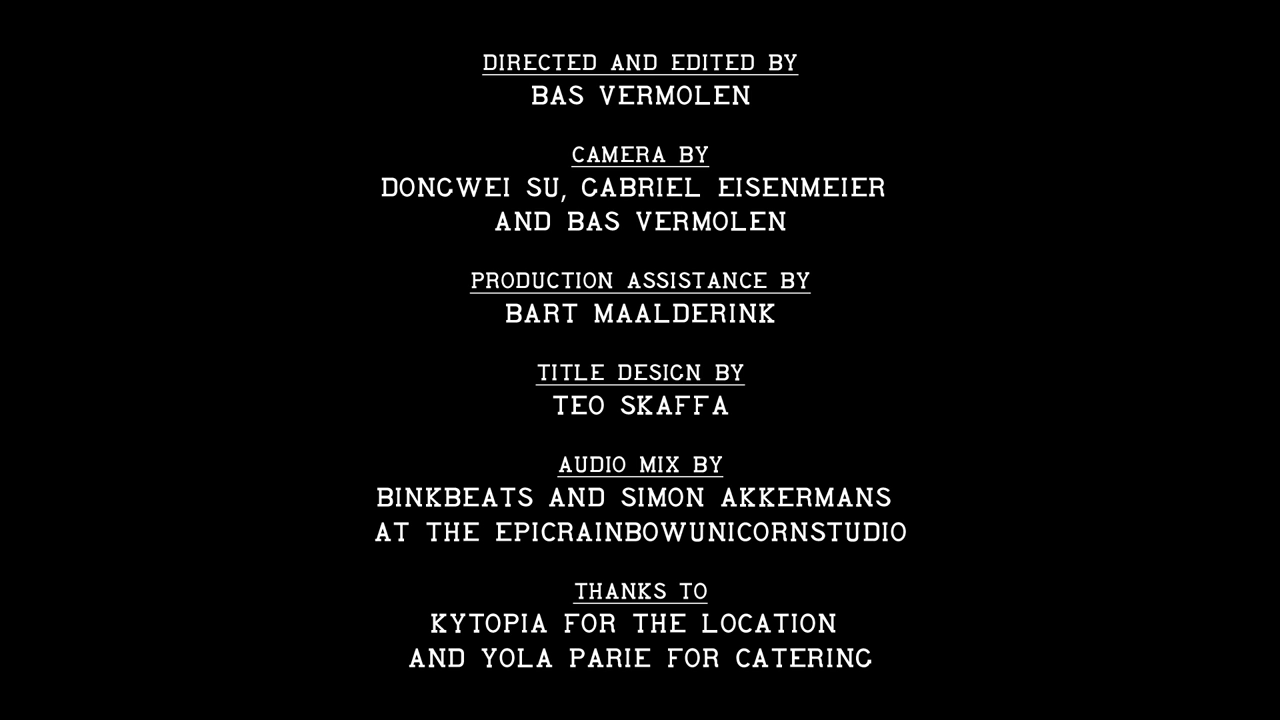 DIRECTED AND EDITED BY
BAS VERMOLEN
CAMERA BY
DONGWEI SU, GABRIEL EISENMEIER
AND BAS VERMOLEN
PRODUCTION ASSISTANCE BY
BART MAALDERINK
TITLE DESIGN BY
TEO SKAFFA
AUDIO MIX BY
BINKBEATS AND SIMON AKKERMANS
AT THE EPICRAINBOWUNICORNSTUDIO
THANKS TO
KYTOPIA FOR THE LOCATION
AND YOLA PARIE FOR CATERING